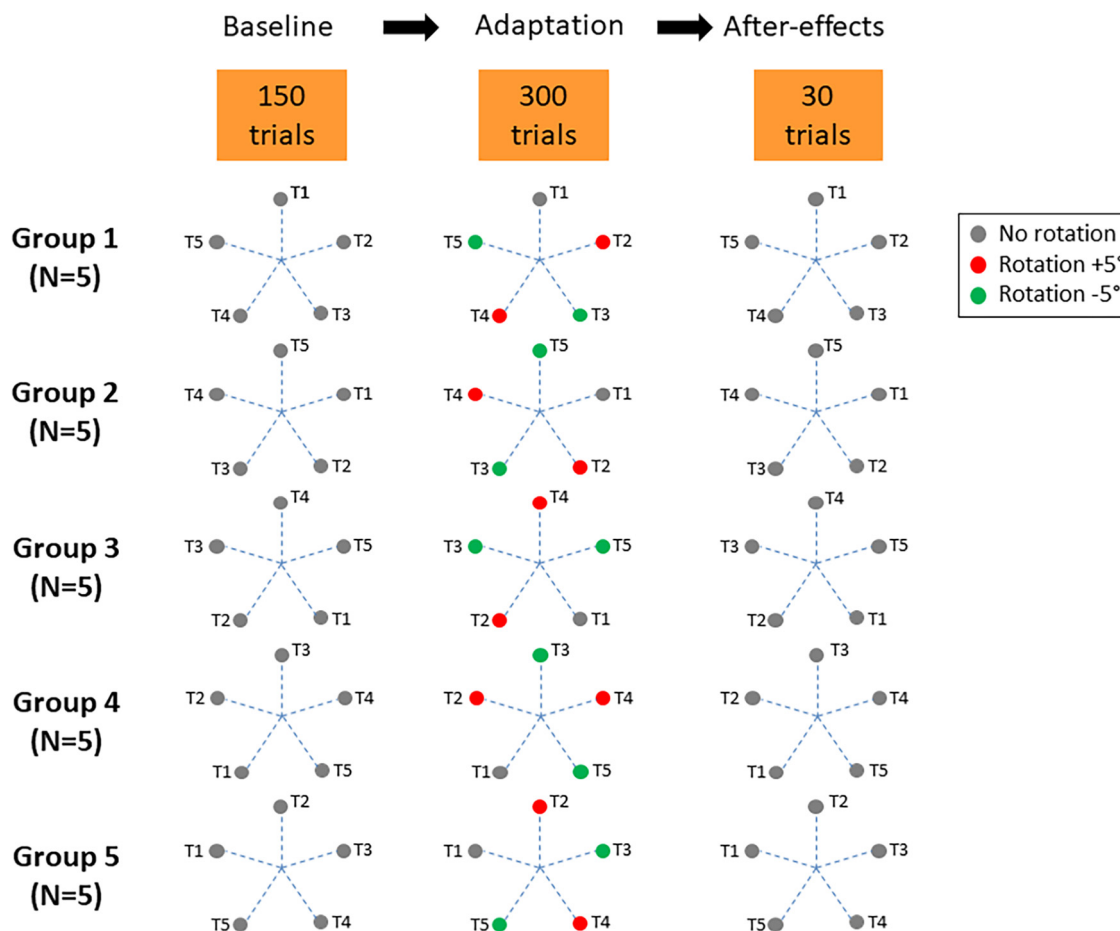 Baseline Adaptation After-effects
150 300 30
trials trials trials
T1 T1 T1
Group 1 T5 T2 T5 T2 T5 T2 No rotation
(N=5) Rotation +5°
T4 T3 T4 T3 T4 T3 Rotation -5°
T5 T5 T5
Group 2 T4 T1 T4 T1 T4 T1
(N=5)
T3 T2 T3 T2 T3 T2
T4 T4 T4
Group 3 T3 T5 T3 T5 T3 T5
(N=5)
T2 T1 T2 T1 T2 T1
T3 T3 T3
Group 4 T2 T4 T2 T4 T2 T4
(N=5)
T1 T5 T1 T5 T1 T5
T2 T2 T2
Group 5 T1 T3 T1 T3 T1 T3
(N=5)
T5 T4 T5 T4 T5 T4